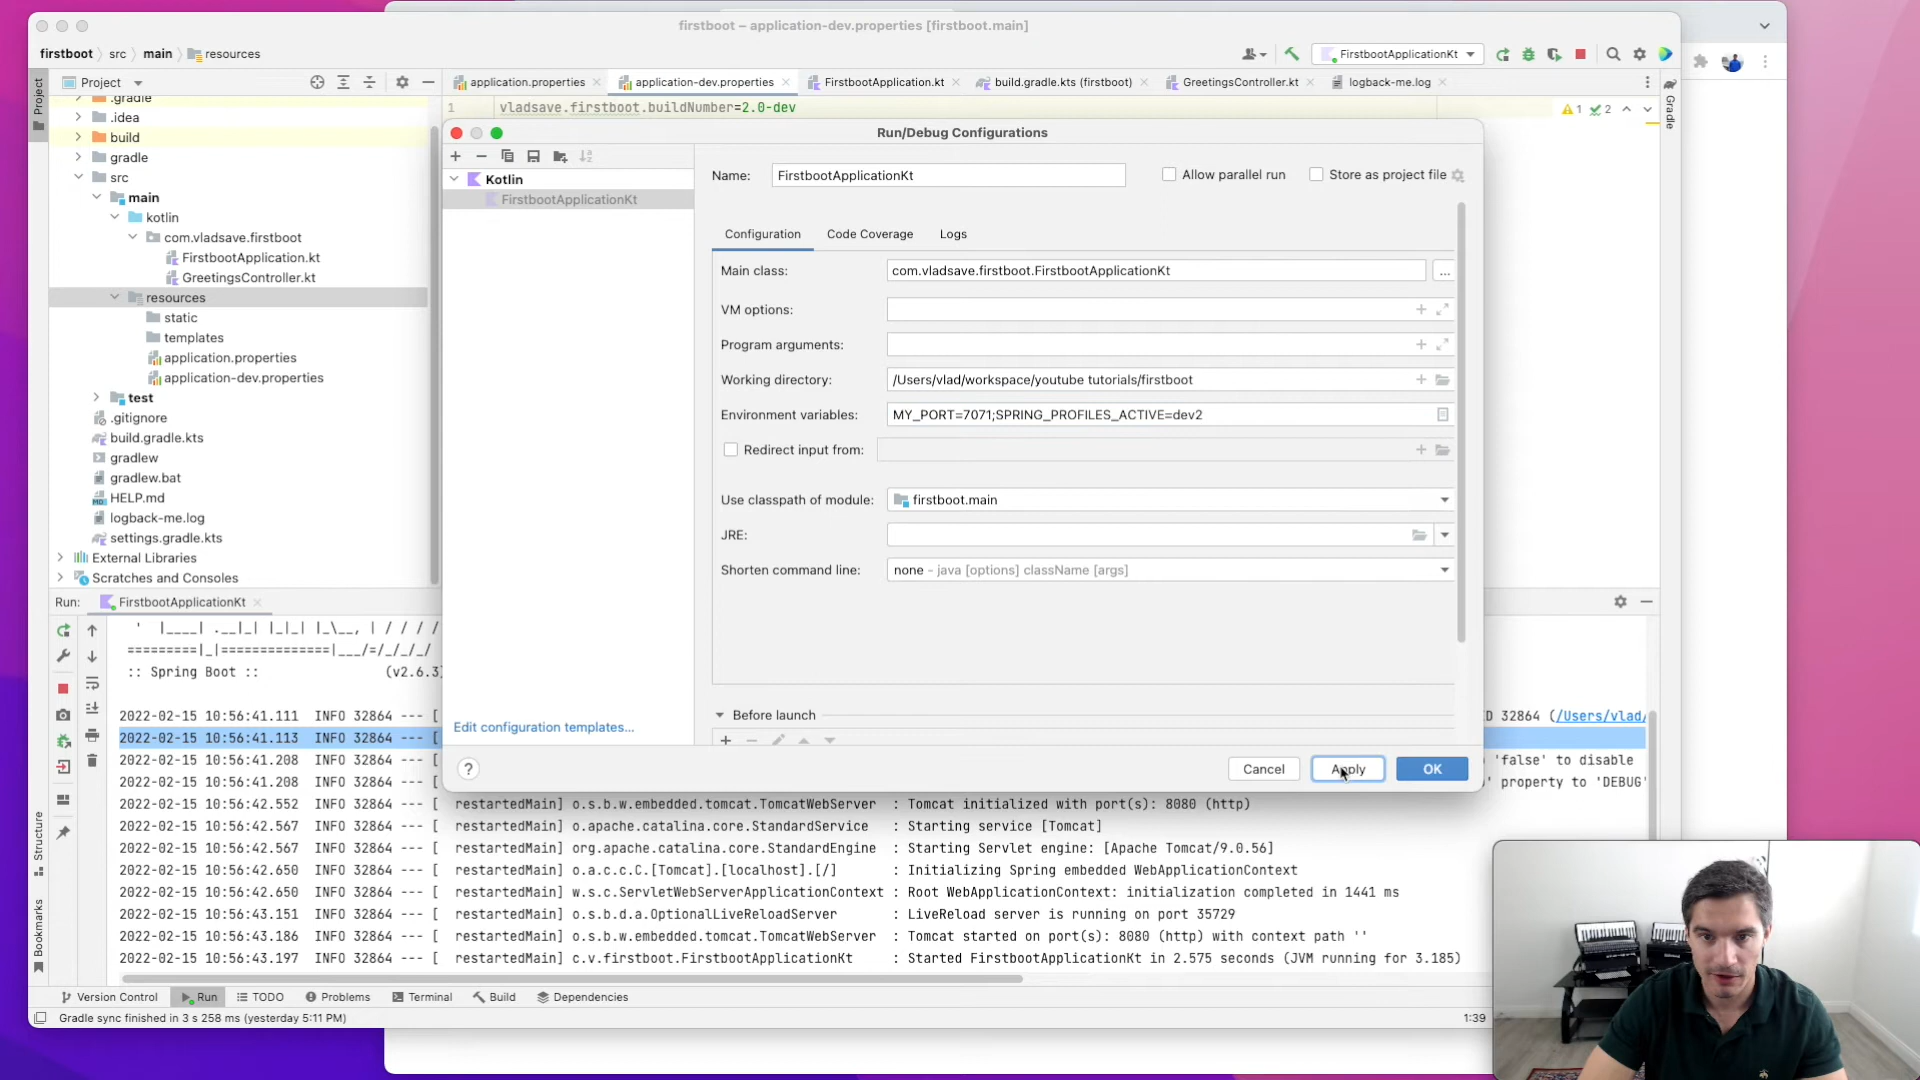 firstboot – application-dev.properties [firstboot.main]
firstboot src main resources
FirstbootApplicationKt
Project
application.properties
application-dev.properties
FirstbootApplication.kt
build.gradle.kts (firstboot)
GreetingsController.kt
logback-me.log
Project
Gradle
1 vladsave.firstboot.buildNumber=2.0-dev
1 2
.gradle
.idea
build
gradle
src
main
kotlin
com.vladsave.firstboot
FirstbootApplication.kt
GreetingsController.kt
resources
static
templates
application.properties
application-dev.properties
test
.gitignore
build.gradle.kts
gradlew
gradlew.bat
HELP.md
logback-me.log
settings.gradle.kts
External Libraries
Scratches and Consoles
Run/Debug Configurations
Kotlin
FirstbootApplicationKt
Edit configuration templates...
Name: FirstbootApplicationKt
Allow parallel run
Store as project file
Configuration Code Coverage Logs
Main class: com.vladsave.firstboot.FirstbootApplicationKt ...
VM options:
Program arguments:
Working directory: /Users/vlad/workspace/youtube tutorials/firstboot
Environment variables: MY_PORT=7071;SPRING_PROFILES_ACTIVE=dev2
Redirect input from:
Use classpath of module: firstboot.main
JRE:
Shorten command line: none - java [options] className [args]
Before launch
? Cancel Apply OK
Run: FirstbootApplicationKt
' |____| .__|_| |_|_| |_\__, | / / / /
=========|_|==============|___/=/_/_/_/
:: Spring Boot :: (v2.6.3)
2022-02-15 10:56:41.111 INFO 32864 --- [ D 32864 (/Users/vlad/
2022-02-15 10:56:41.113 INFO 32864 --- [
2022-02-15 10:56:41.208 INFO 32864 --- [ 'false' to disable
2022-02-15 10:56:41.208 INFO 32864 --- [ ' property to 'DEBUG'
2022-02-15 10:56:42.552 INFO 32864 --- [ restartedMain] o.s.b.w.embedded.tomcat.TomcatWebServer : Tomcat initialized with port(s): 8080 (http)
2022-02-15 10:56:42.567 INFO 32864 --- [ restartedMain] o.apache.catalina.core.StandardService : Starting service [Tomcat]
2022-02-15 10:56:42.567 INFO 32864 --- [ restartedMain] org.apache.catalina.core.StandardEngine : Starting Servlet engine: [Apache Tomcat/9.0.56]
2022-02-15 10:56:42.650 INFO 32864 --- [ restartedMain] o.a.c.c.C.[Tomcat].[localhost].[/] : Initializing Spring embedded WebApplicationContext
2022-02-15 10:56:42.650 INFO 32864 --- [ restartedMain] w.s.c.ServletWebServerApplicationContext : Root WebApplicationContext: initialization completed in 1441 ms
2022-02-15 10:56:43.151 INFO 32864 --- [ restartedMain] o.s.b.d.a.OptionalLiveReloadServer : LiveReload server is running on port 35729
2022-02-15 10:56:43.186 INFO 32864 --- [ restartedMain] o.s.b.w.embedded.tomcat.TomcatWebServer : Tomcat started on port(s): 8080 (http) with context path ''
2022-02-15 10:56:43.197 INFO 32864 --- [ restartedMain] c.v.firstboot.FirstbootApplicationKt : Started FirstbootApplicationKt in 2.575 seconds (JVM running for 3.185)
Structure
Bookmarks
Version Control Run TODO Problems Terminal Build Dependencies
Gradle sync finished in 3 s 258 ms (yesterday 5:11 PM)
1:39